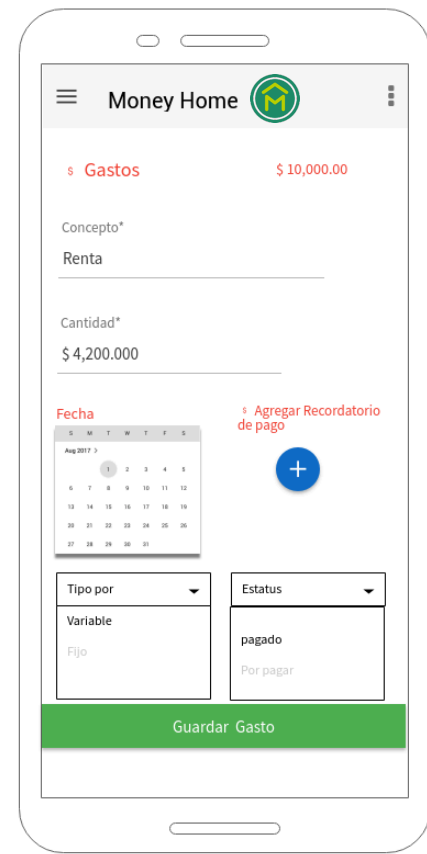 Money Home
$ Gastos
$ 10,000.00
Concepto*
Renta
Cantidad*
$ 4,200.000
Fecha
$ Agregar Recordatorio
de pago
S M T W T F S
Aug 2017 >
1 2 3 4 5
6 7 8 9 10 11 12
13 14 15 16 17 18 19
20 21 22 23 24 25 26
27 28 29 30 31
Tipo por
Estatus
Variable
Fijo
pagado
Por pagar
Guardar Gasto